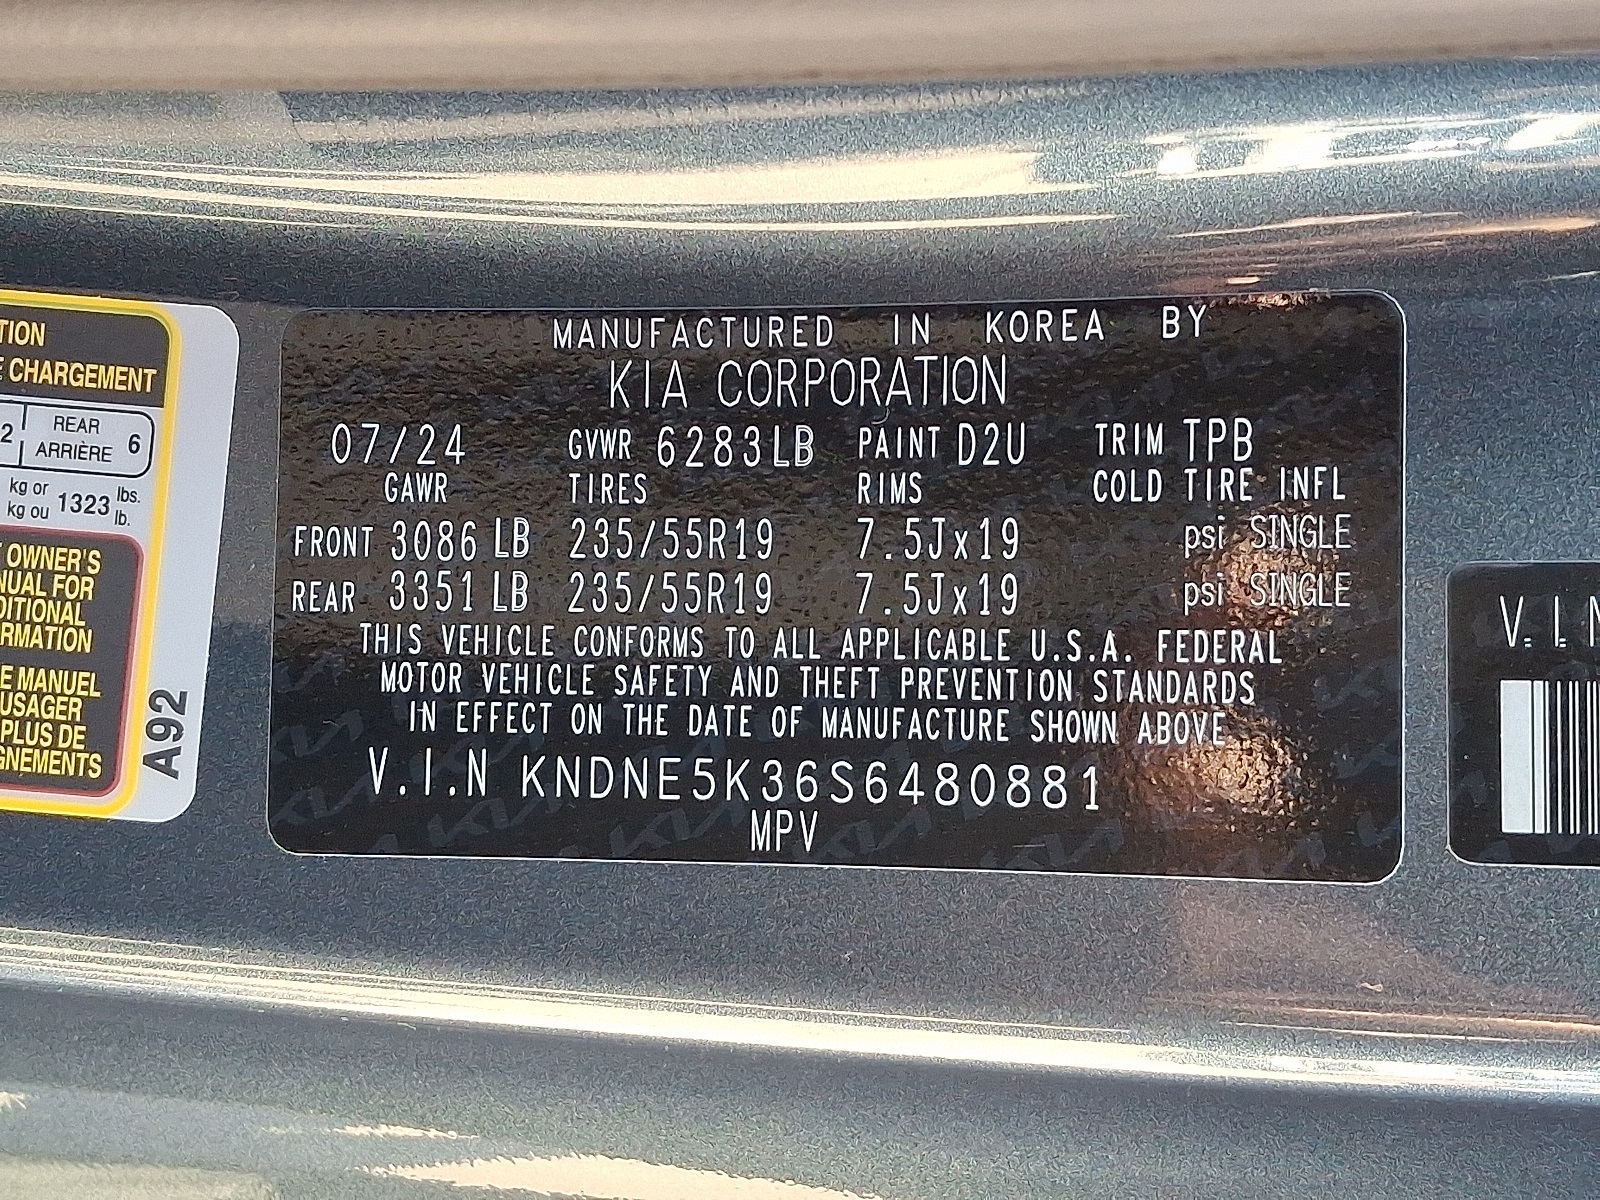 TION
E CHARGEMENT
2 REAR
ARRIÈRE 6
kg or
kg ou 1323 lbs.
lb.
OWNER'S
NUAL FOR
DITIONAL
RMATION
E MANUEL
USAGER
PLUS DE
GNEMENTS
A92
MANUFACTURED IN KOREA BY
KIA CORPORATION
07/24 GVWR 6283LB PAINT D2U TRIM TPB
GAWR TIRES RIMS COLD TIRE INFL
FRONT 3086 LB 235/55R19 7.5Jx19 psi SINGLE
REAR 3351 LB 235/55R19 7.5Jx19 psi SINGLE
THIS VEHICLE CONFORMS TO ALL APPLICABLE U.S.A. FEDERAL
MOTOR VEHICLE SAFETY AND THEFT PREVENTION STANDARDS
IN EFFECT ON THE DATE OF MANUFACTURE SHOWN ABOVE
V.I.N KNDNE5K36S6480881
MPV
V.I.N